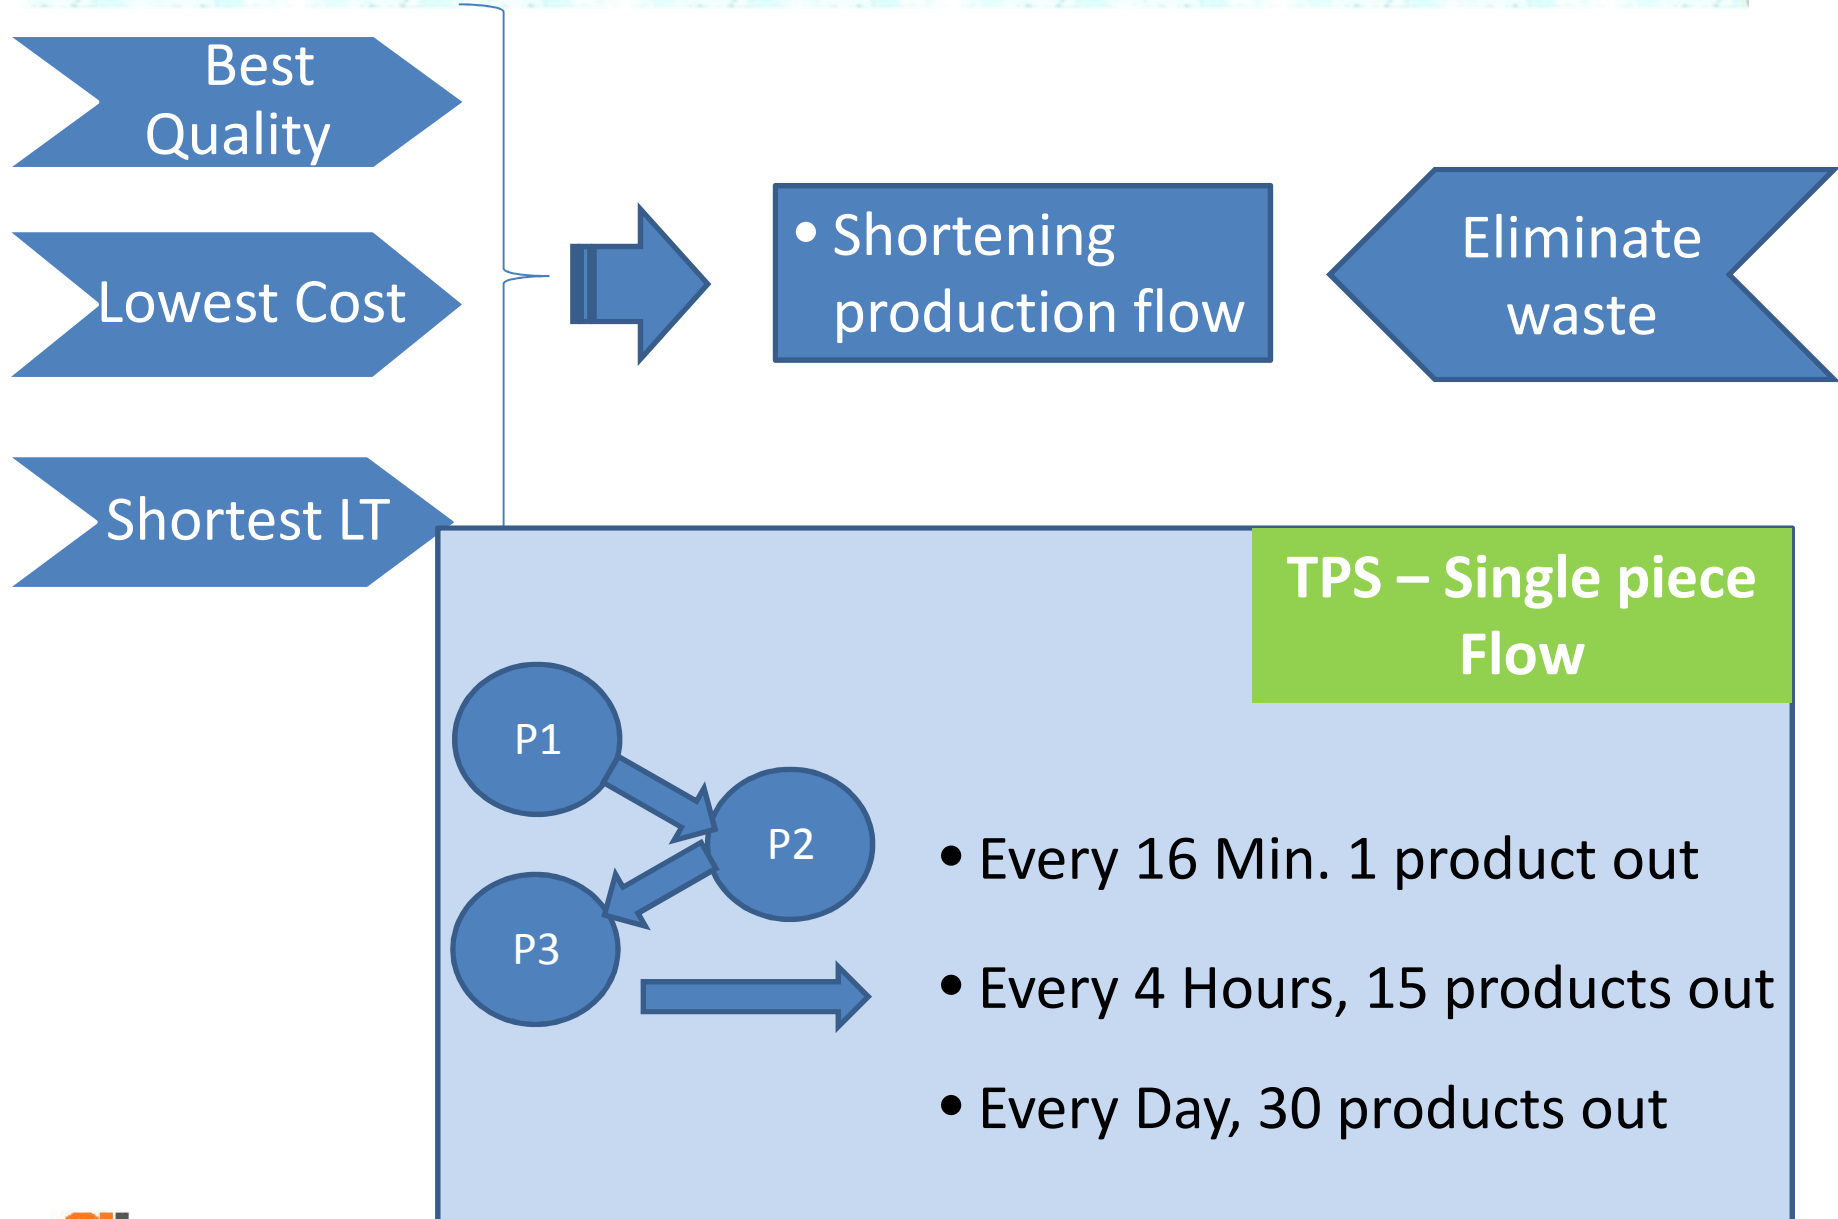 Best
Quality
Lowest Cost
Shortest LT
• Shortening
production flow
Eliminate
waste
TPS – Single piece
Flow
P1
P2
P3
• Every 16 Min. 1 product out
• Every 4 Hours, 15 products out
• Every Day, 30 products out